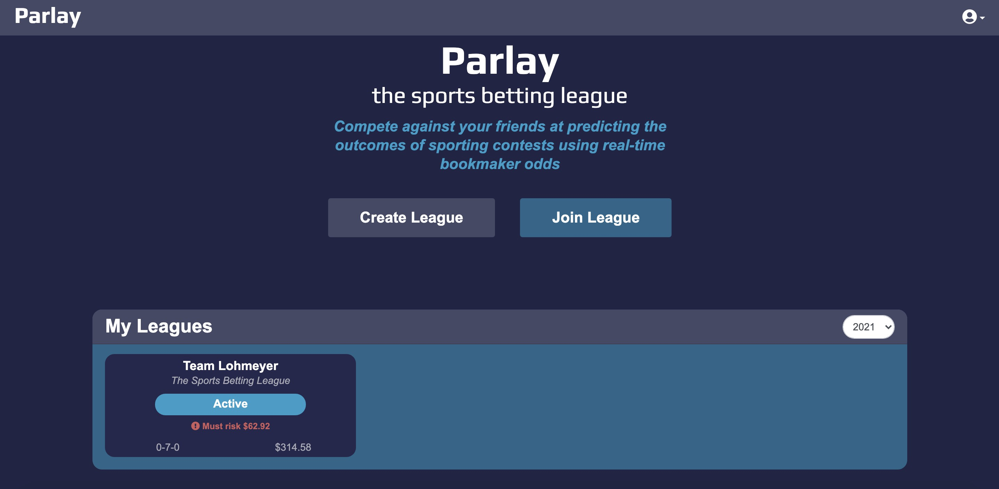 Parlay
Parlay
the sports betting league
Compete against your friends at predicting the
outcomes of sporting contests using real-time
bookmaker odds
Create League
Join League
My Leagues
2021
Team Lohmeyer
The Sports Betting League
Active
Must risk $62.92
0-7-0
$314.58